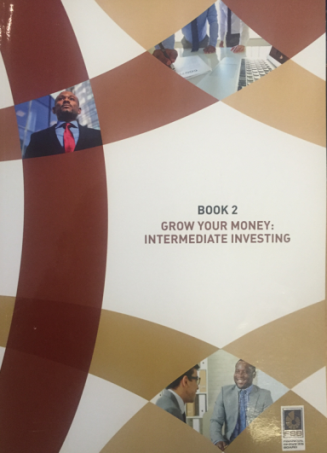 BOOK 2
GROW YOUR MONEY:
INTERMEDIATE INVESTING